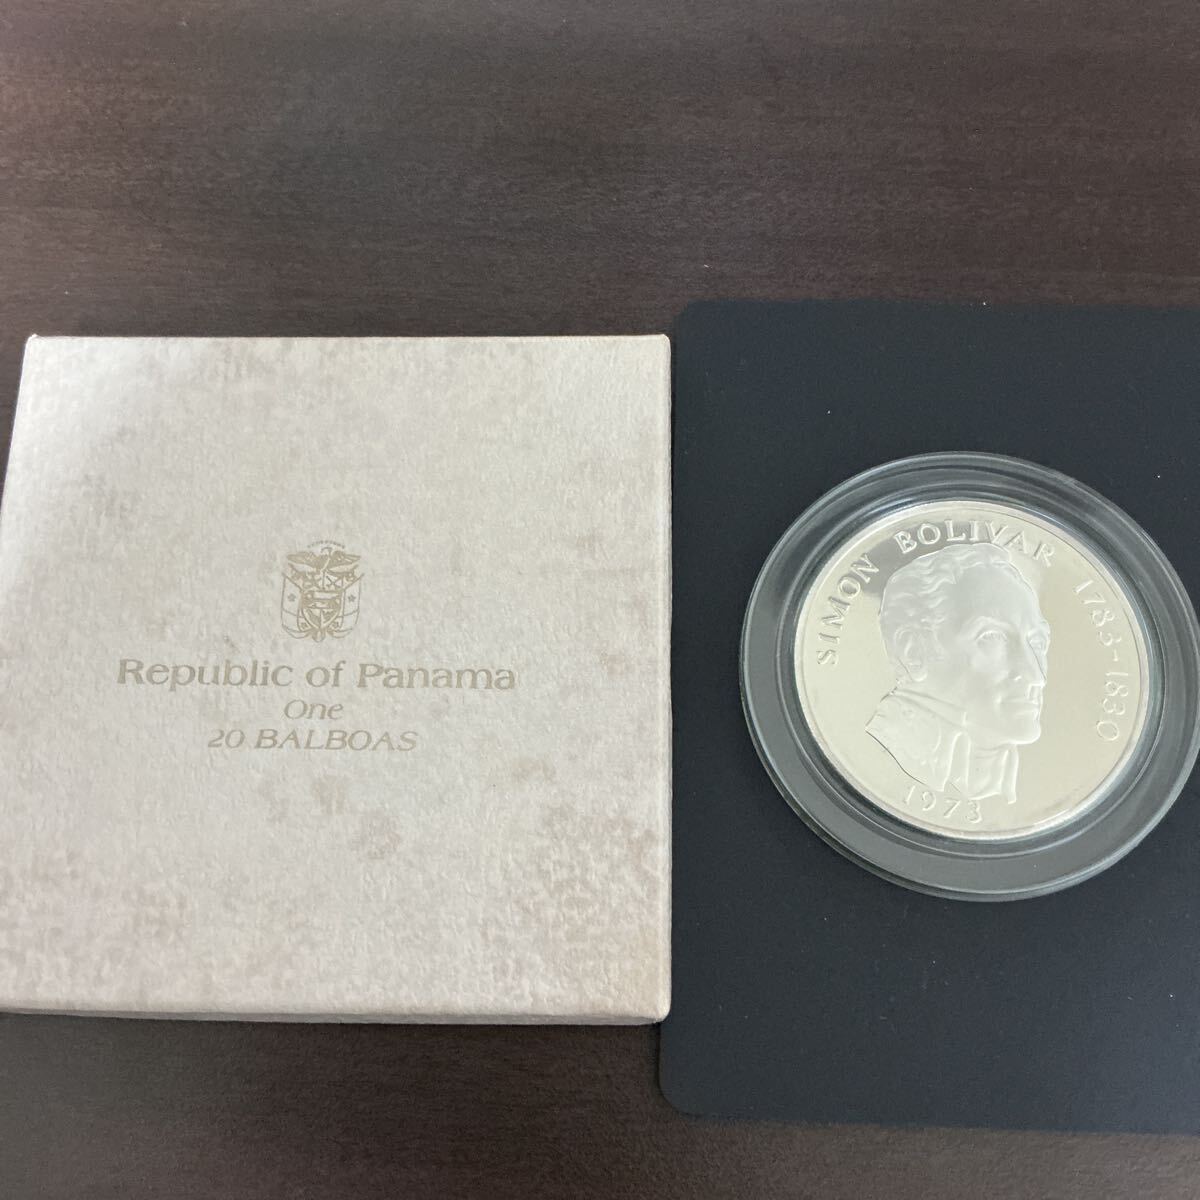 Republic of Panama
One
20 BALBOAS
SIMON BOLIVAR 1783-1830
1973